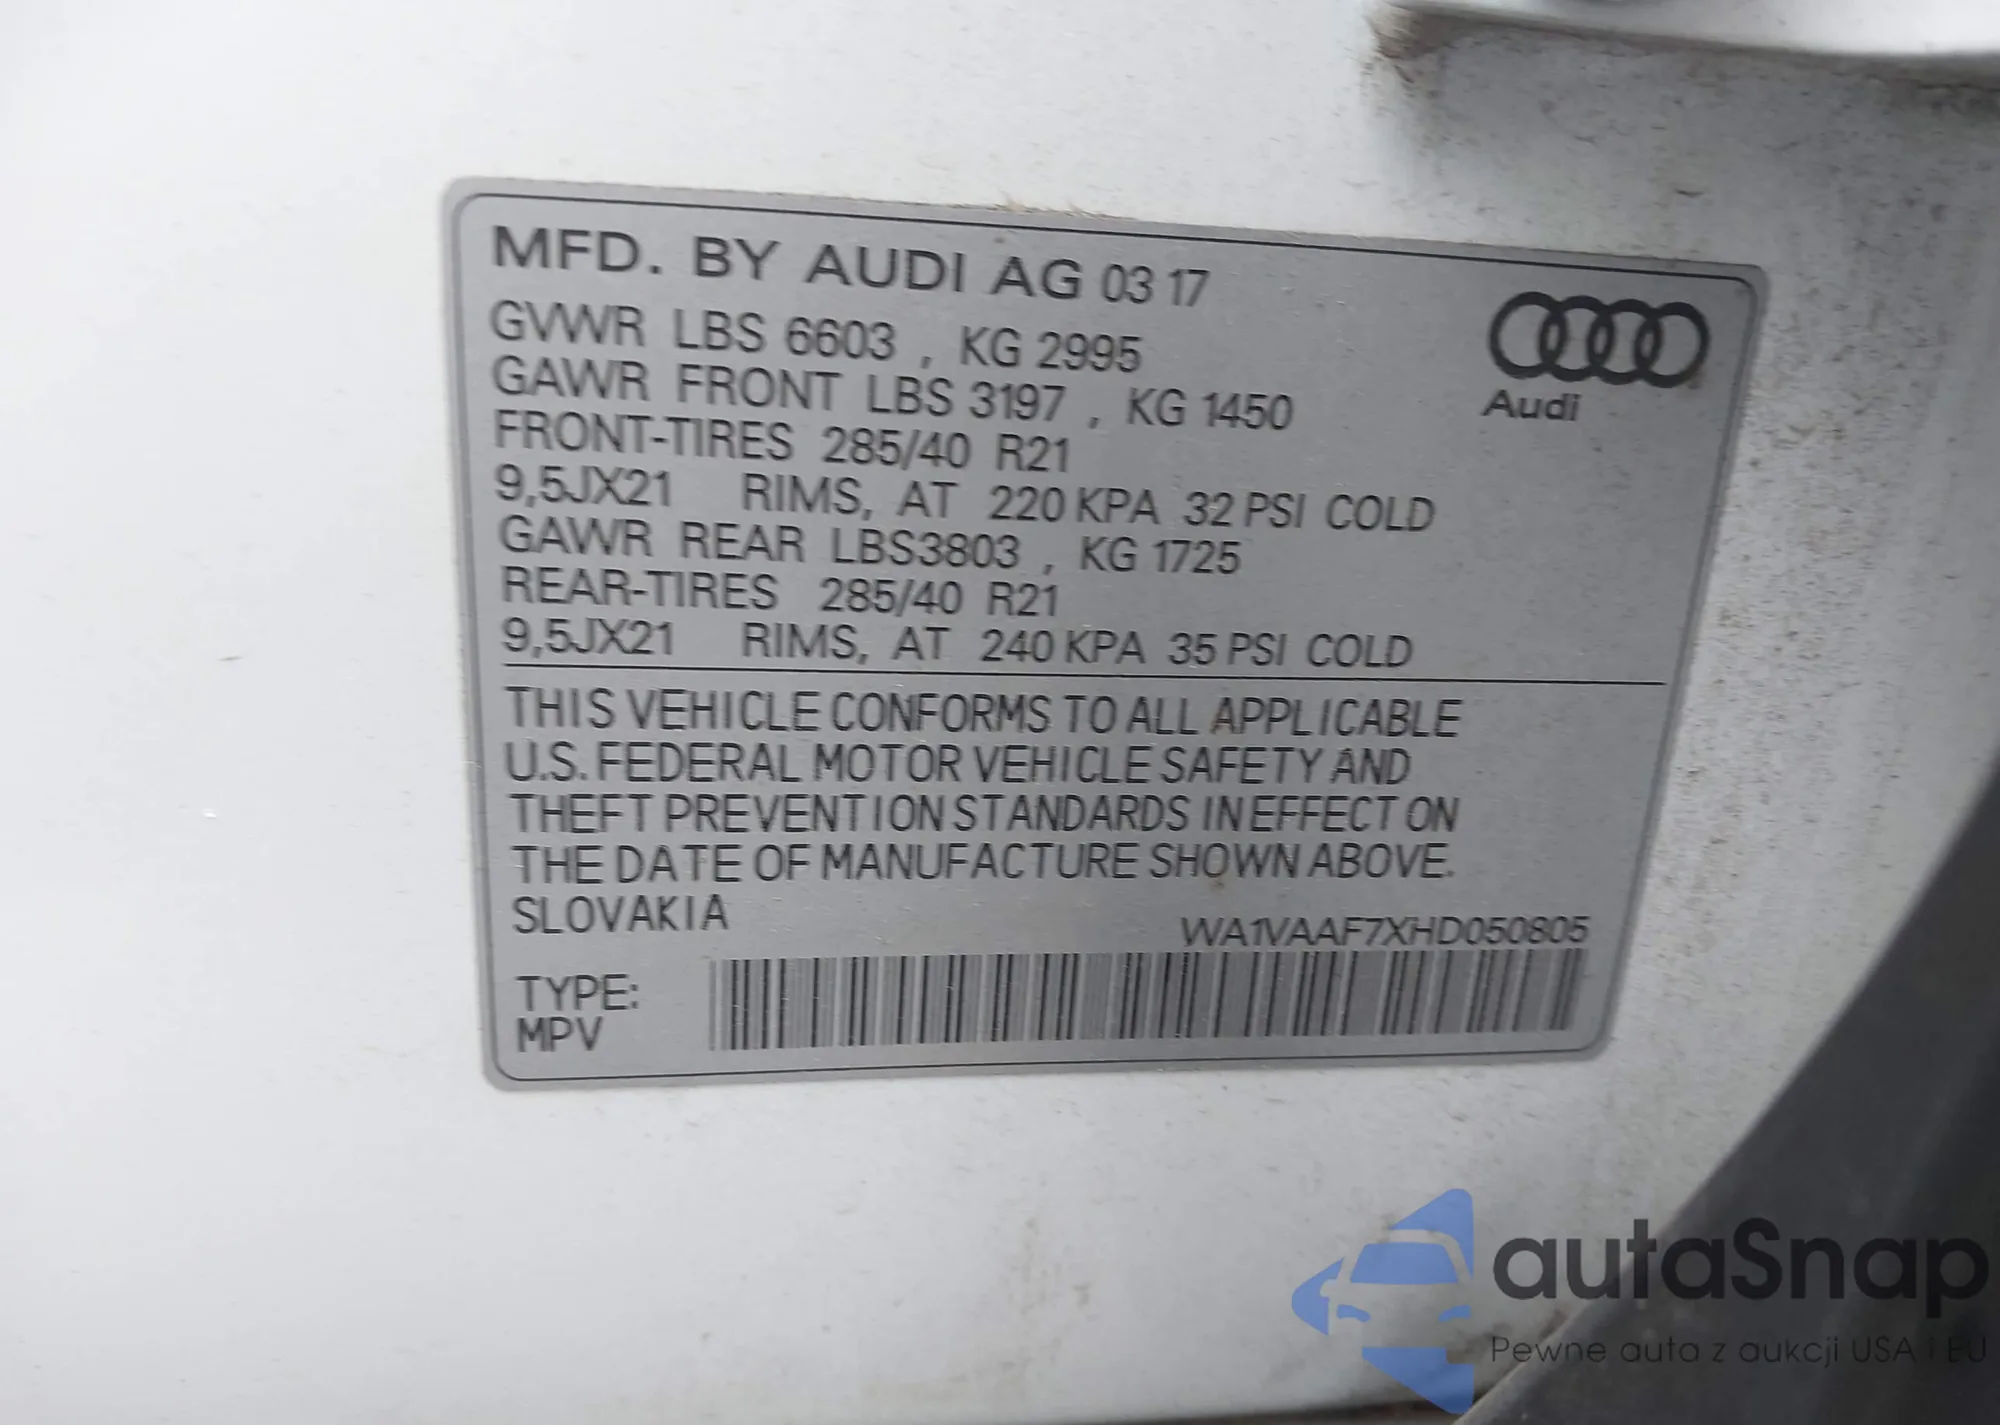 MFD. BY AUDI AG 03 17
GVWR LBS 6603 , KG 2995
GAWR FRONT LBS 3197 , KG 1450
FRONT-TIRES 285/40 R21
9,5JX21 RIMS, AT 220 KPA 32 PSI COLD
GAWR REAR LBS3803 , KG 1725
REAR-TIRES 285/40 R21
9,5JX21 RIMS, AT 240 KPA 35 PSI COLD
Audi
THIS VEHICLE CONFORMS TO ALL APPLICABLE
U.S. FEDERAL MOTOR VEHICLE SAFETY AND
THEFT PREVENTION STANDARDS IN EFFECT ON
THE DATE OF MANUFACTURE SHOWN ABOVE.
SLOVAKIA
WA1VAAF7XHD050805
TYPE:
MPV
autaSnap
Pewne auta z aukcji USA i EU